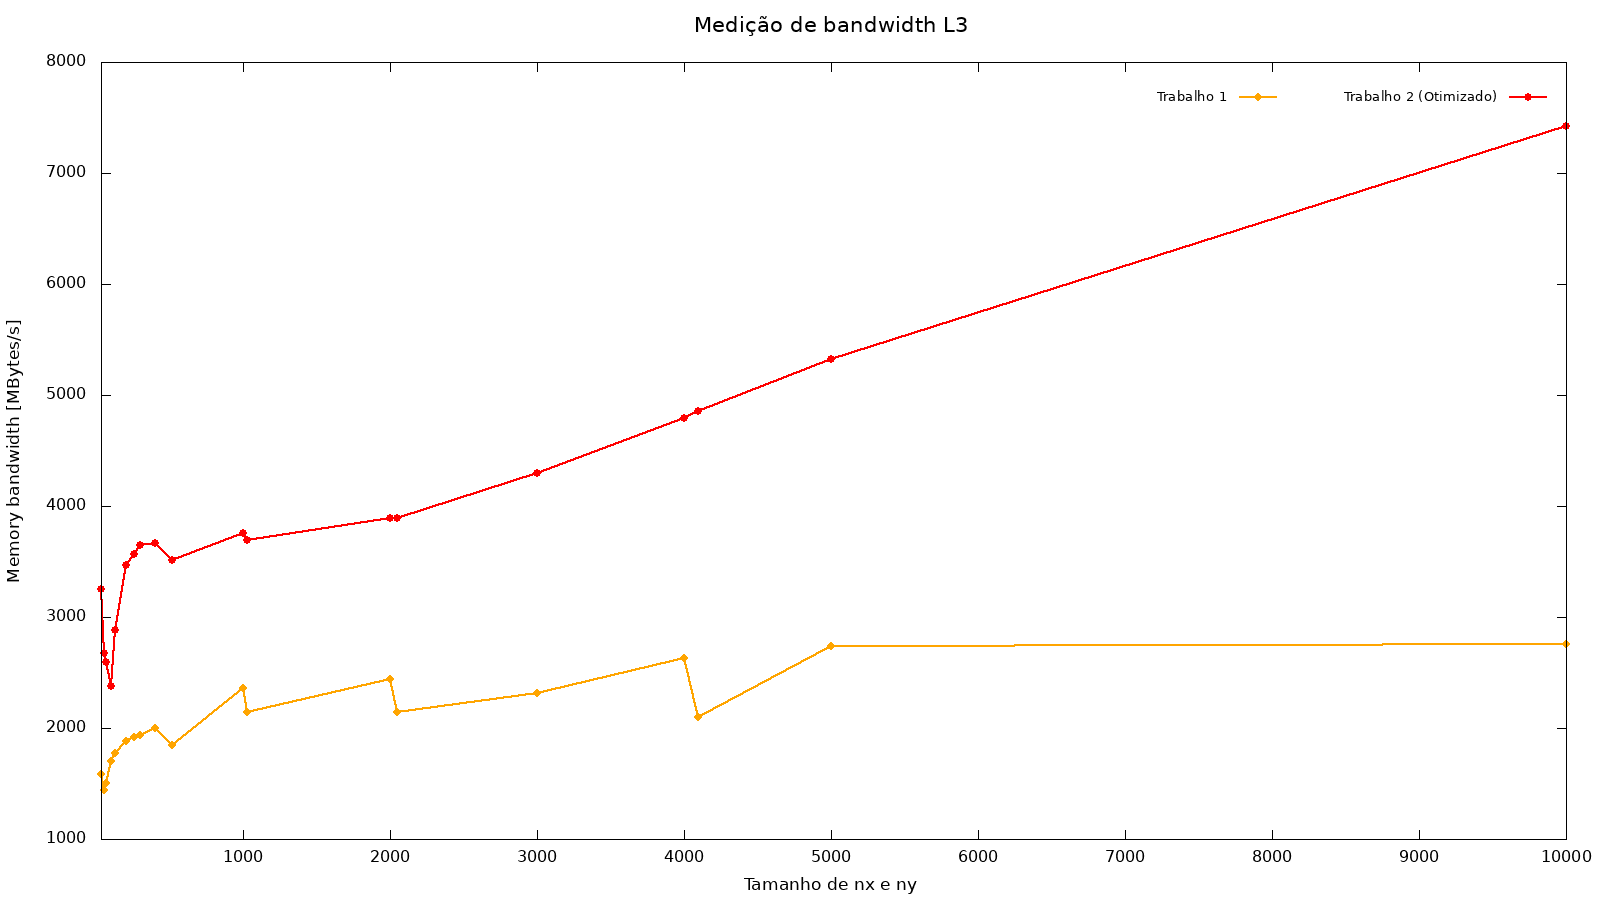 Medição de bandwidth L3
Trabalho 1
Trabalho 2 (Otimizado)
Memory bandwidth [MBytes/s]
8000
7000
6000
5000
4000
3000
2000
1000
1000 2000 3000 4000 5000 6000 7000 8000 9000 10000
Tamanho de nx e ny